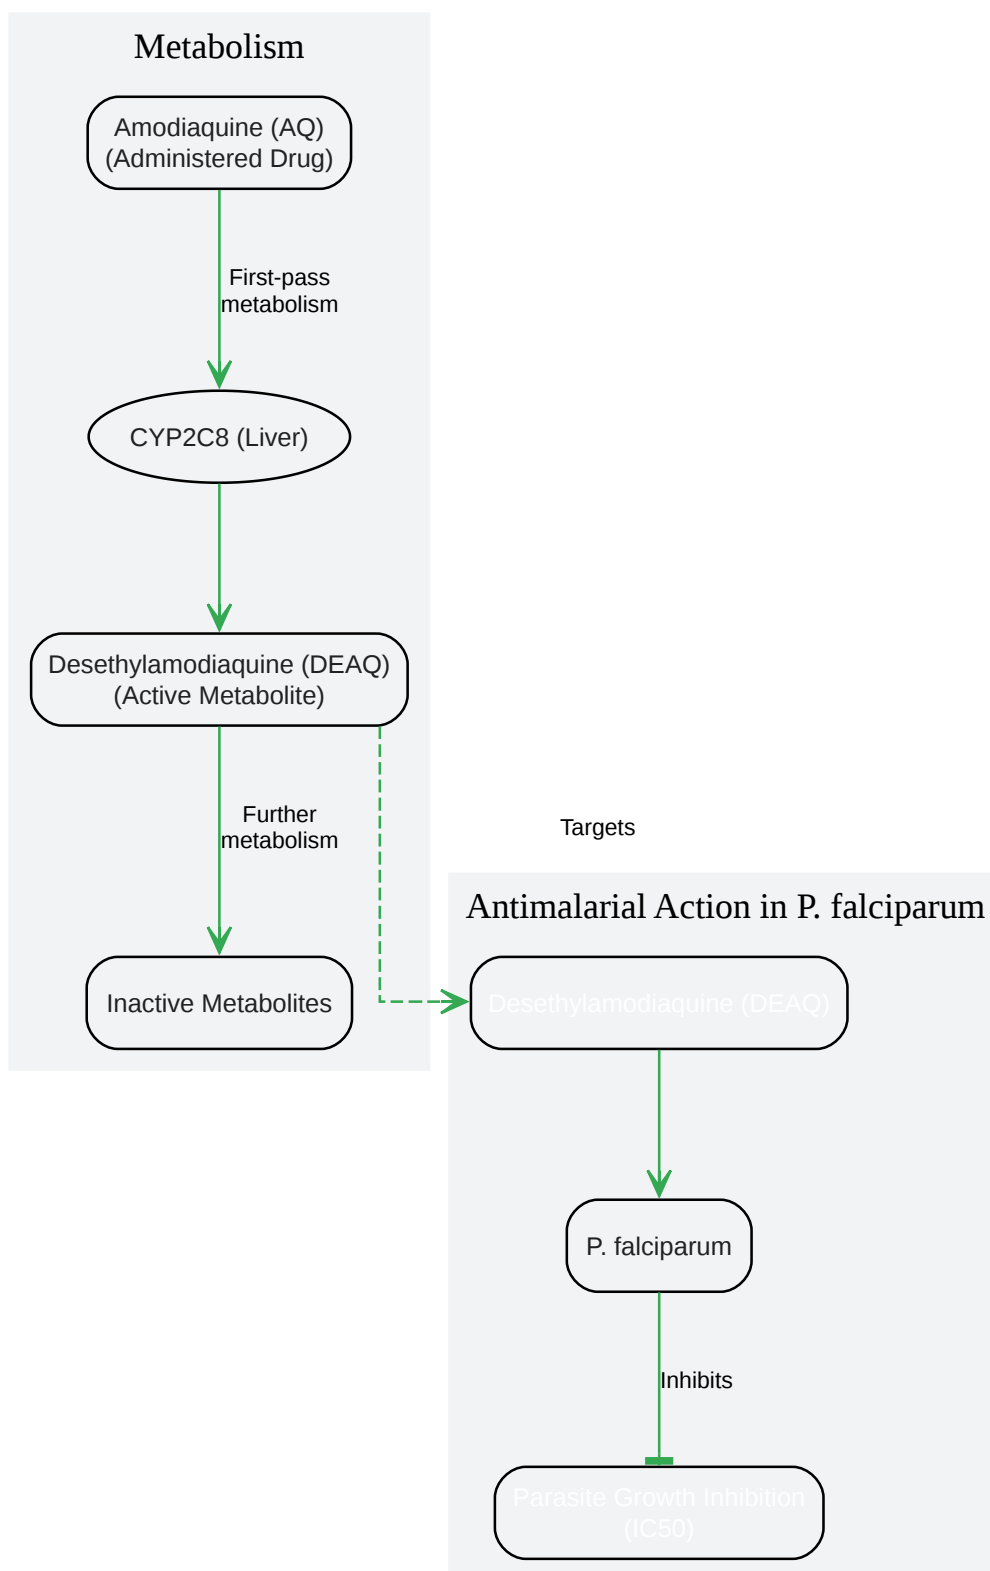 Metabolism
Amodiaquine (AQ)
(Administered Drug)
First-pass
metabolism
CYP2C8 (Liver)
Desethylamodiaquine (DEAQ)
(Active Metabolite)
Further
metabolism
Inactive Metabolites
Targets
Antimalarial Action in P. falciparum
Desethylamodiaquine (DEAQ)
P. falciparum
Inhibits
Parasite Growth Inhibition
(IC50)